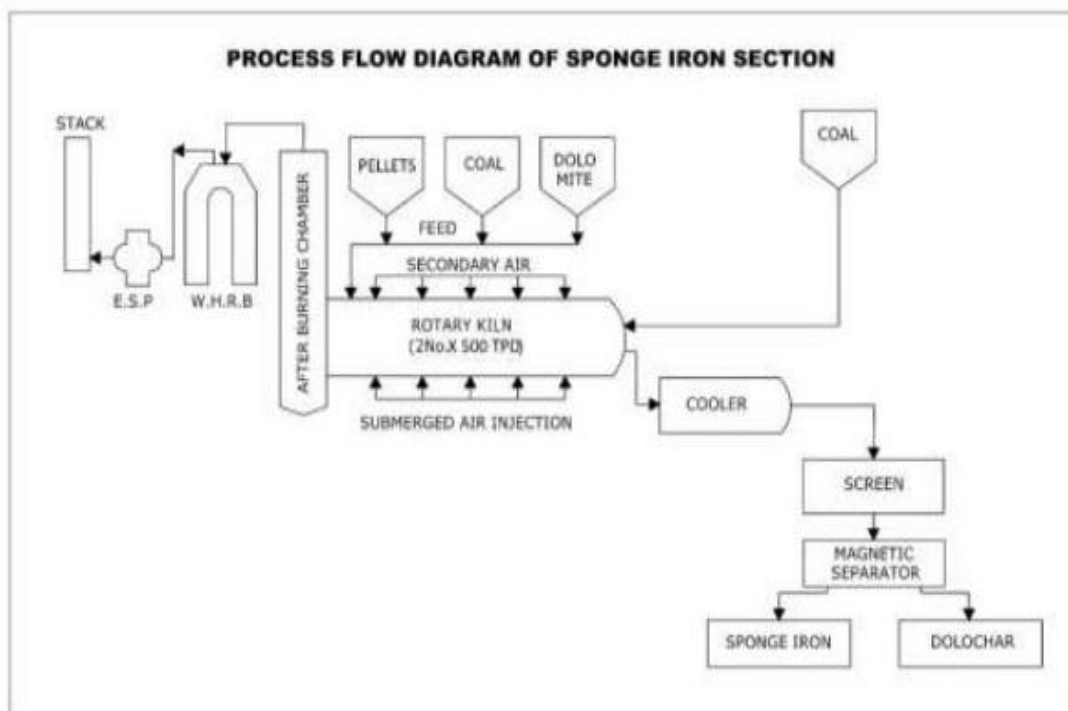 PROCESS FLOW DIAGRAM OF SPONGE IRON SECTION
STACK
E.S.P
W.H.R.B
AFTER BURNING CHAMBER
PELLETS
COAL
DOLO
MITE
COAL
FEED
SECONDARY AIR
ROTARY KILN
(2No.X 500 TPD)
SUBMERGED AIR INJECTION
COOLER
SCREEN
MAGNETIC
SEPARATOR
SPONGE IRON
DOLOCHAR